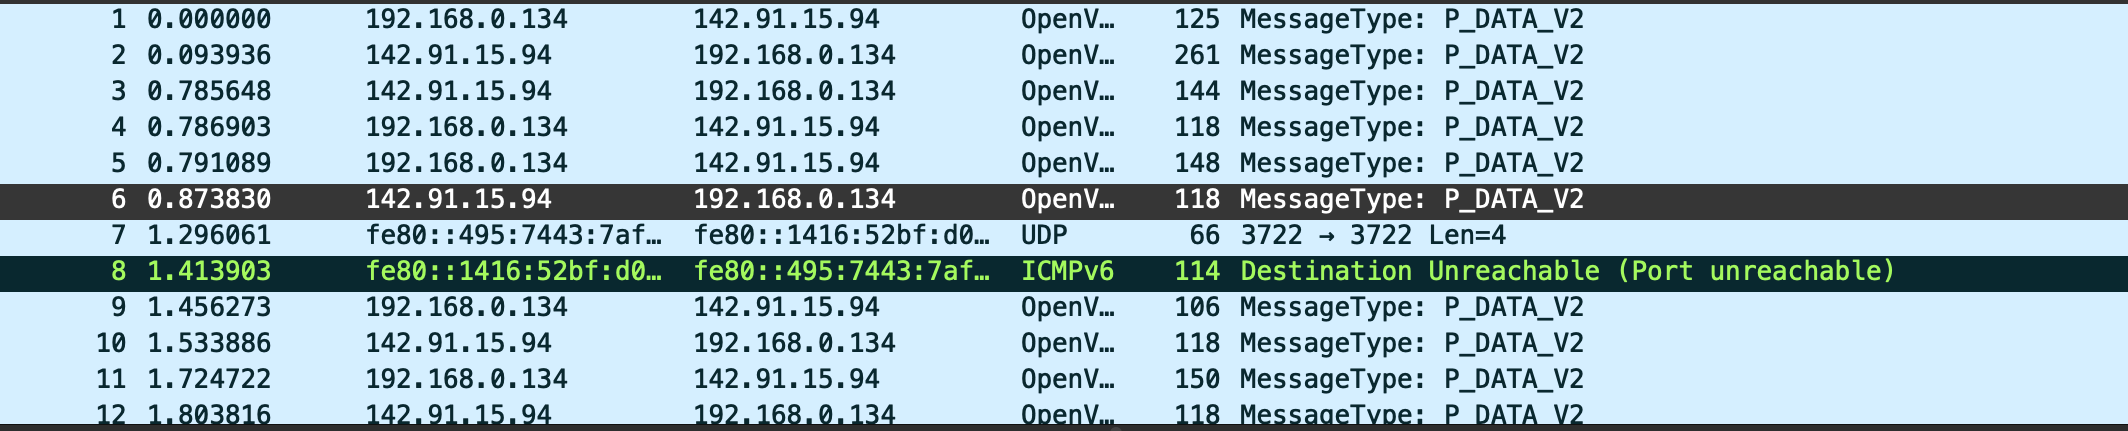 1 0.000000 192.168.0.134 142.91.15.94 OpenV… 125 MessageType: P_DATA_V2
2 0.093936 142.91.15.94 192.168.0.134 OpenV… 261 MessageType: P_DATA_V2
3 0.785648 142.91.15.94 192.168.0.134 OpenV… 144 MessageType: P_DATA_V2
4 0.786903 192.168.0.134 142.91.15.94 OpenV… 118 MessageType: P_DATA_V2
5 0.791089 192.168.0.134 142.91.15.94 OpenV… 148 MessageType: P_DATA_V2
6 0.873830 142.91.15.94 192.168.0.134 OpenV… 118 MessageType: P_DATA_V2
7 1.296061 fe80::495:7443:7af… fe80::1416:52bf:d0… UDP 66 3722 → 3722 Len=4
8 1.413903 fe80::1416:52bf:d0… fe80::495:7443:7af… ICMPv6 114 Destination Unreachable (Port unreachable)
9 1.456273 192.168.0.134 142.91.15.94 OpenV… 106 MessageType: P_DATA_V2
10 1.533886 142.91.15.94 192.168.0.134 OpenV… 118 MessageType: P_DATA_V2
11 1.724722 192.168.0.134 142.91.15.94 OpenV… 150 MessageType: P_DATA_V2
12 1.803816 142.91.15.94 192.168.0.134 OpenV… 118 MessageType: P_DATA_V2